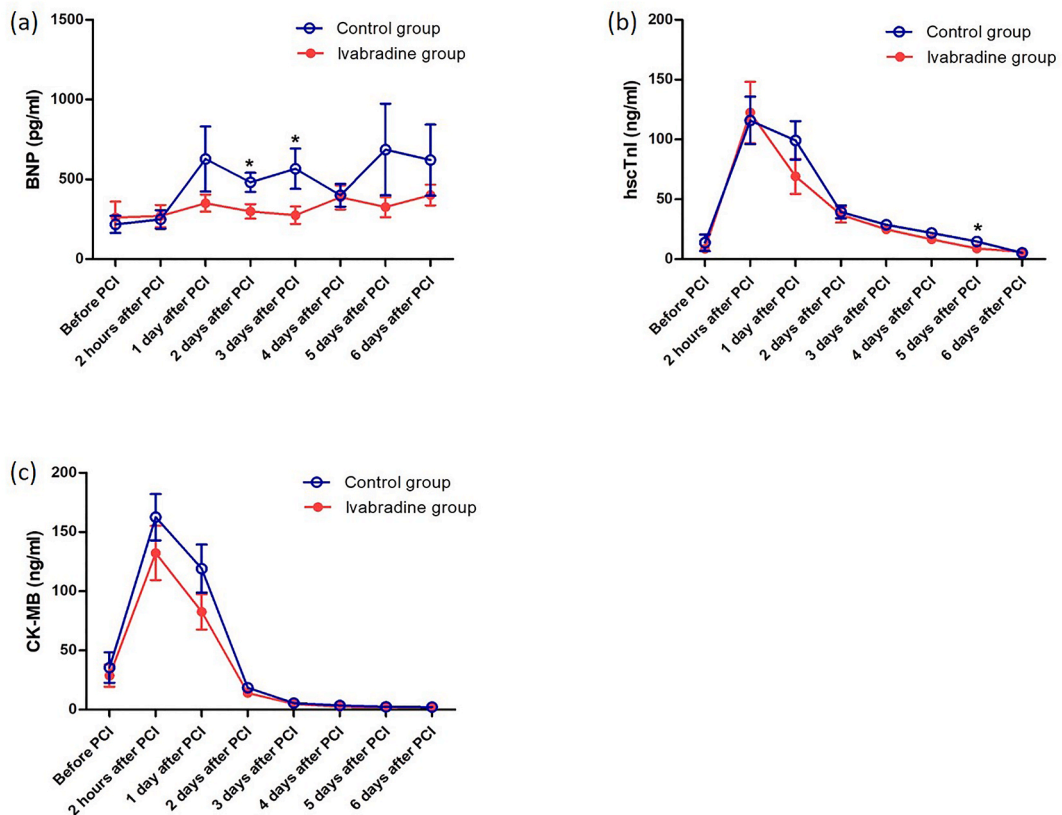 (a)
1500
1000
500
0
BNP (pg/ml)
Control group
Ivabradine group
*
*
Before PCI
2 hours after PCI
1 day after PCI
2 days after PCI
3 days after PCI
4 days after PCI
5 days after PCI
6 days after PCI
(b)
200
150
100
50
0
hscTnI (ng/ml)
Control group
Ivabradine group
*
Before PCI
2 hours after PCI
1 day after PCI
2 days after PCI
3 days after PCI
4 days after PCI
5 days after PCI
6 days after PCI
(c)
200
150
100
50
0
CK-MB (ng/ml)
Control group
Ivabradine group
Before PCI
2 hours after PCI
1 day after PCI
2 days after PCI
3 days after PCI
4 days after PCI
5 days after PCI
6 days after PCI